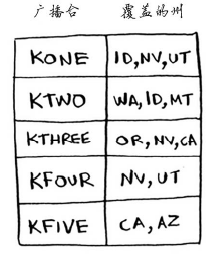 广播台 覆盖的州
KONE ID,NV,UT
KTWO WA,ID,MT
KTHREE OR,NV,CA
KFOUR NV,UT
KFIVE CA,AZ